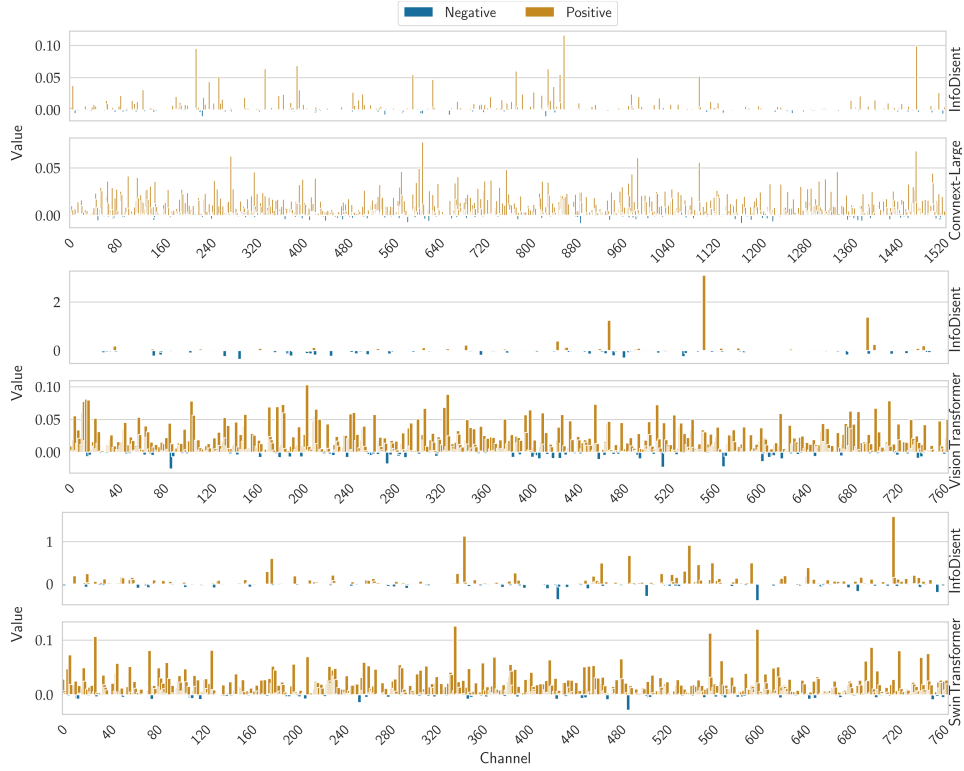 Negative Positive
0.10
0.05
0.00
InfoDisent
0.05
0.00
Convnext-Large
Value
0 80 160 240 320 400 480 560 640 720 800 880 960 1040 1120 1200 1280 1360 1440 1520
2
0
InfoDisent
0.10
0.05
0.00
Vision Transformer
Value
0 40 80 120 160 200 240 280 320 360 400 440 480 520 560 600 640 680 720 760
1
0
InfoDisent
0.1
0.0
Swin Transformer
Value
0 40 80 120 160 200 240 280 320 360 400 440 480 520 560 600 640 680 720 760
Channel